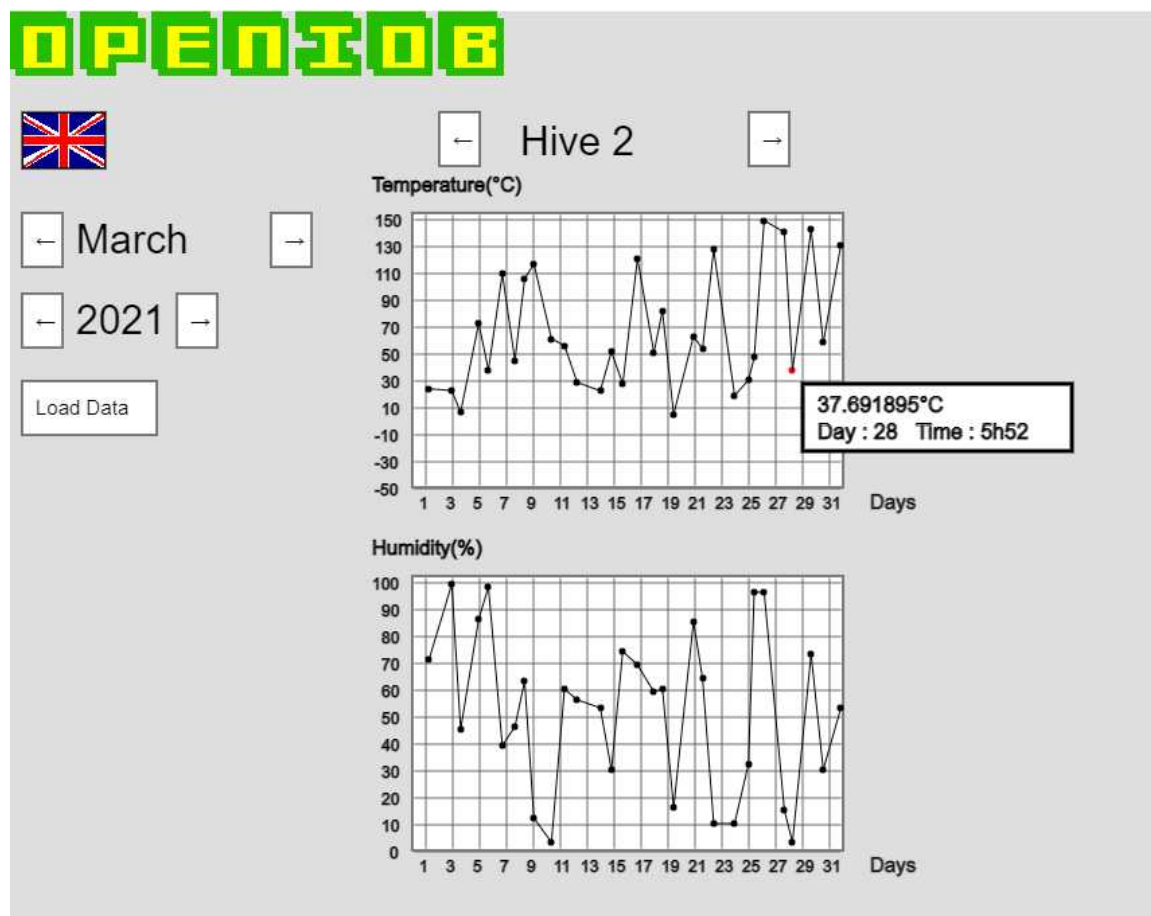 OPENIOB
← Hive 2 →
← March →
← 2021 →
Load Data
Temperature(°C)
150
130
110
90
70
50
30
10
-10
-30
-50
37.691895°C
Day : 28 Time : 5h52
1 3 5 7 9 11 13 15 17 19 21 23 25 27 29 31 Days
Humidity(%)
100
90
80
70
60
50
40
30
20
10
0
1 3 5 7 9 11 13 15 17 19 21 23 25 27 29 31 Days